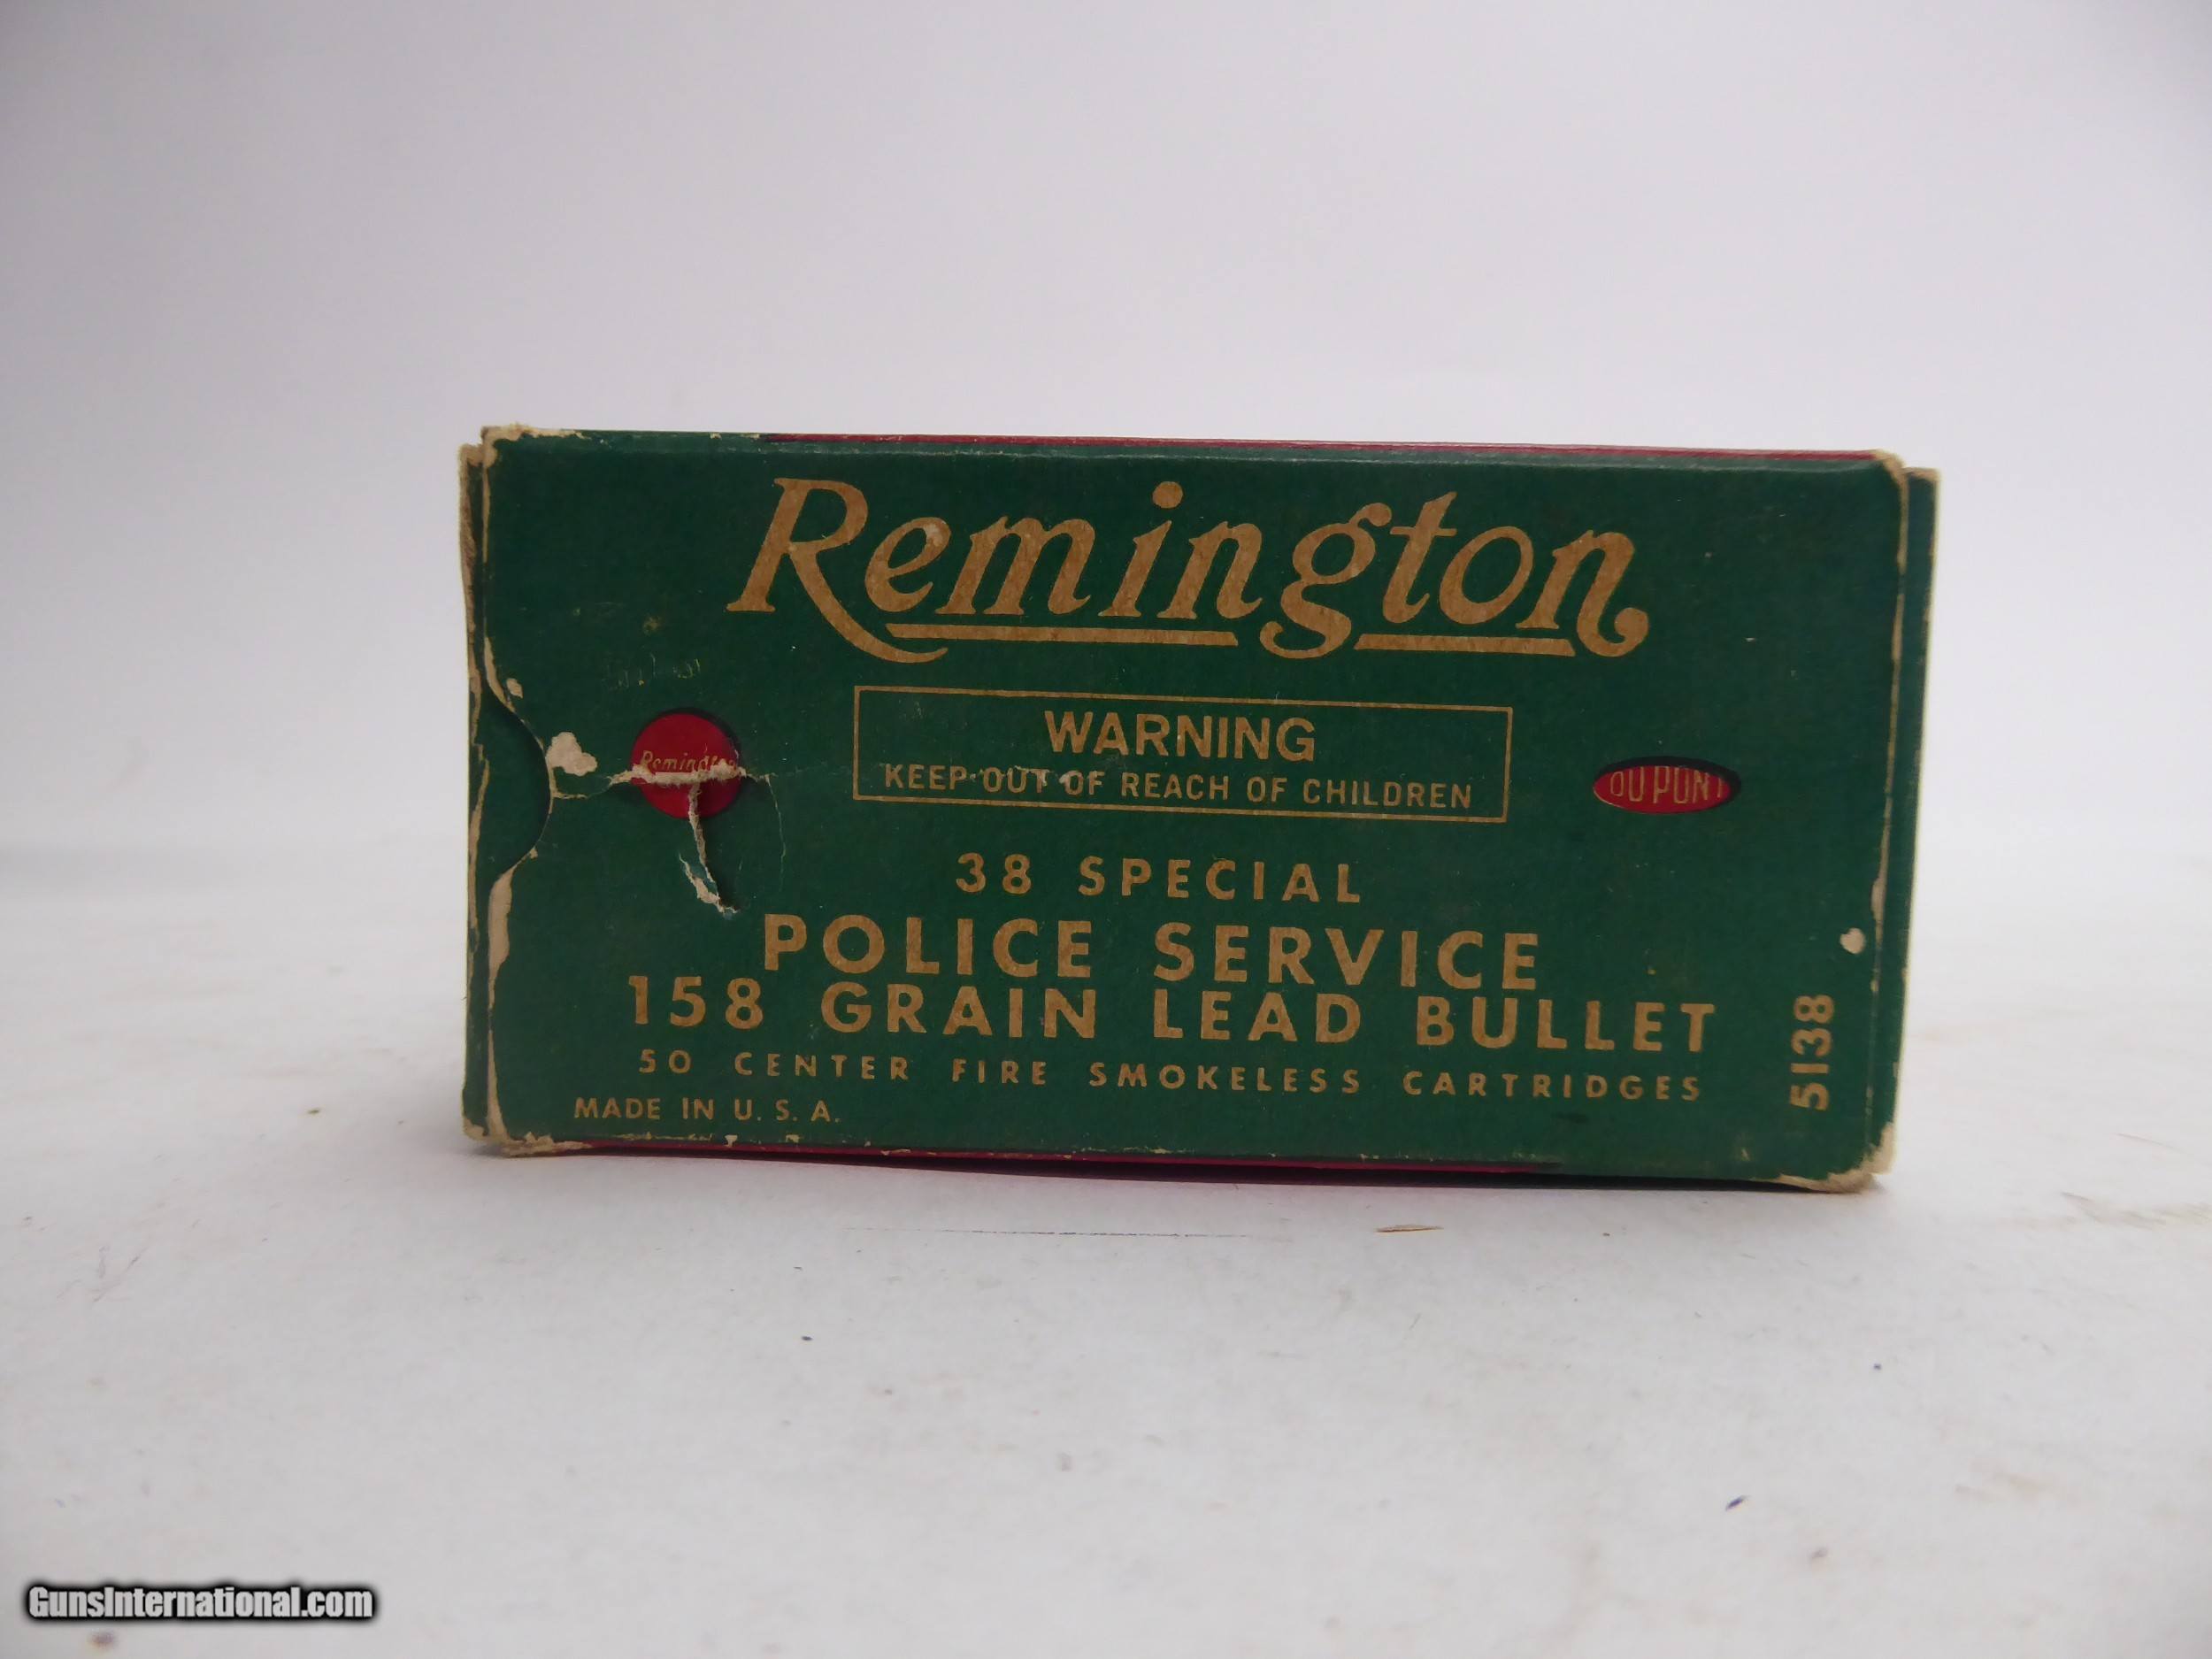 Remington
WARNING
KEEP OUT OF REACH OF CHILDREN
Remington
DU PONT
38 SPECIAL
POLICE SERVICE
158 GRAIN LEAD BULLET
50 CENTER FIRE SMOKELESS CARTRIDGES
MADE IN U.S.A.
5138
GunsInternational.com